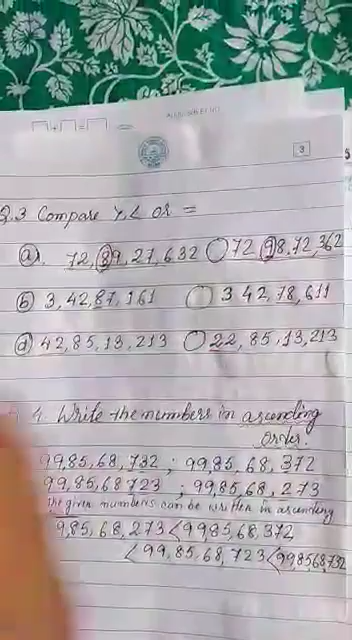 3
Q.3 Compare >,< or =
(a). 72,89,27,632 ◯ 72 98,72,362
(b) 3,42,87,161 ◯ 3 42,78,611
(d) 42,85,13,213 ◯ 22,85,13,213
4. Write the numbers in ascending
order.
99,85,68,732 ; 99,85,68,372
99,85,68 723 ; 99,85,68,273
the given numbers can be written in ascending
9,85,68,273 < 99,85,68,372
< 99,85,68,723 < 99,8568,732